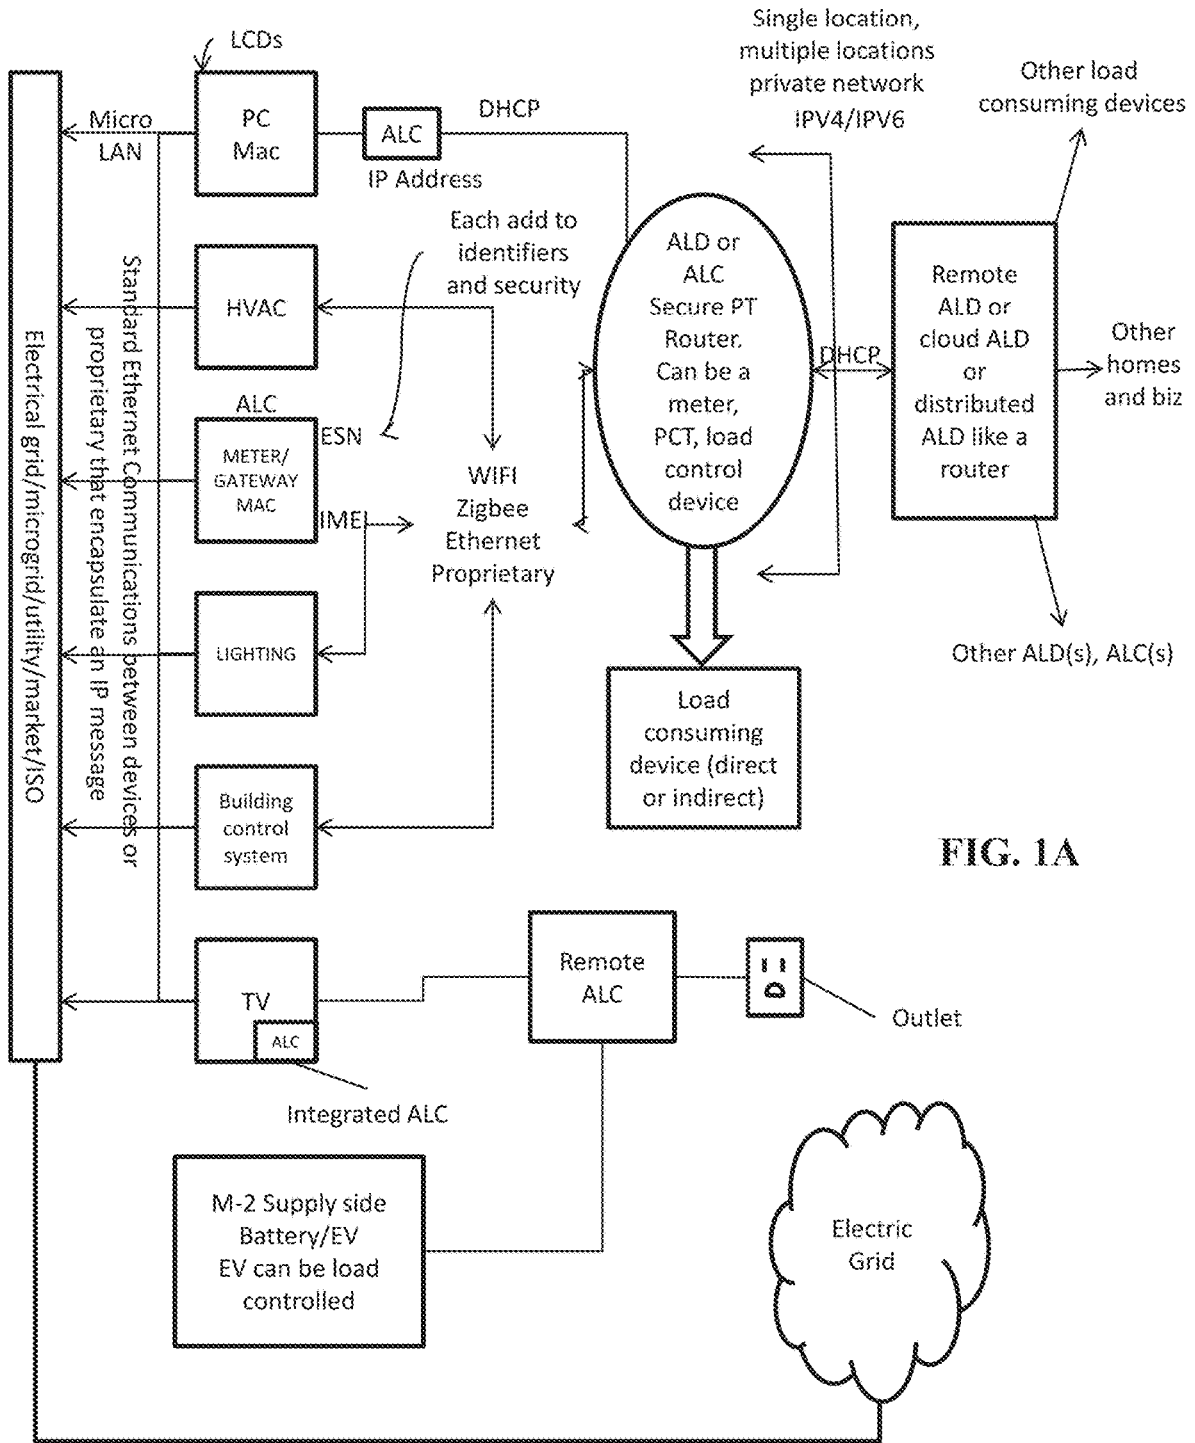 LCDs
Single location,
multiple locations
private network
IPV4/IPV6
Other load
consuming devices
Micro
LAN
PC
Mac
ALC
DHCP
IP Address
Each add to
identifiers
and security
HVAC
ALC
METER/
GATEWAY
MAC
ESN
IMEI
WIFI
Zigbee
Ethernet
Proprietary
ALD or
ALC
Secure PT
Router.
Can be a
meter,
PCT, load
control
device
DHCP
Remote
ALD or
cloud ALD
or
distributed
ALD like a
router
Other
homes
and biz
Other ALD(s), ALC(s)
Electrical grid/microgrid/utility/market/ISO
Standard Ethernet Communications between devices or
proprietary that encapsulate an IP message
LIGHTING
Load
consuming
device (direct
or indirect)
Building
control
system
FIG. 1A
TV
ALC
Integrated ALC
Remote
ALC
Outlet
M-2 Supply side
Battery/EV
EV can be load
controlled
Electric
Grid